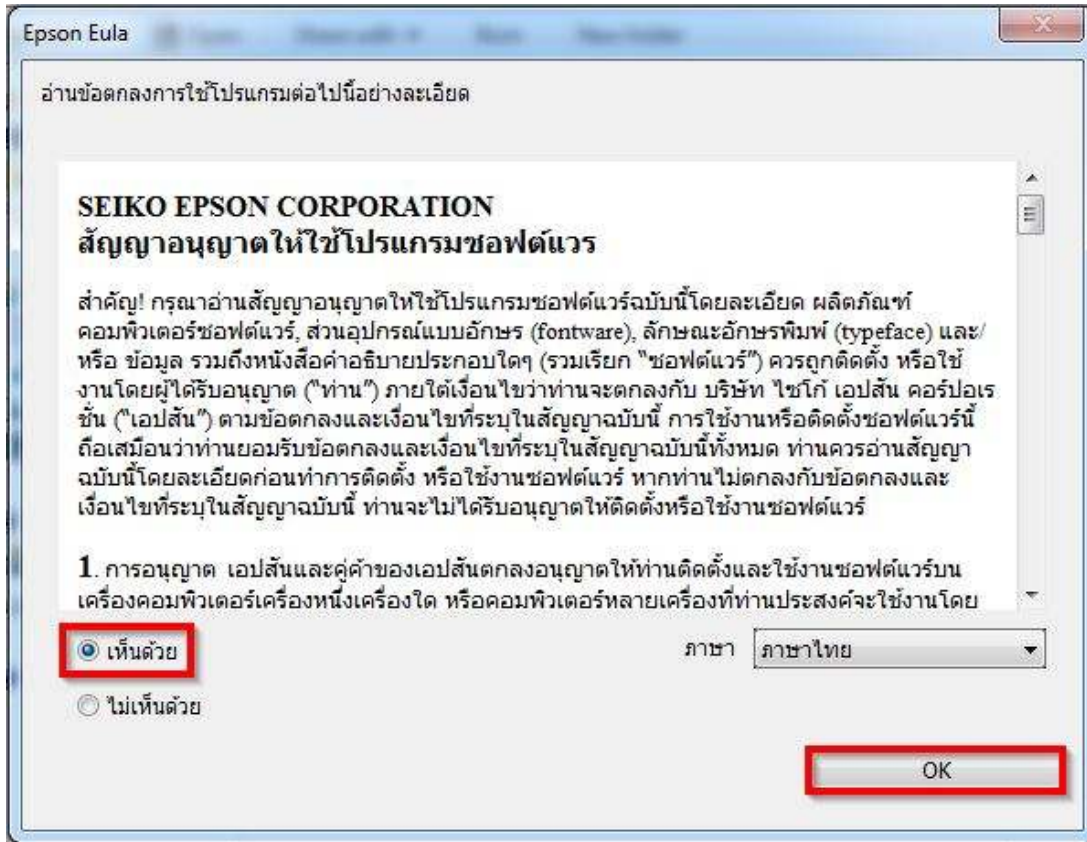 Epson Eula
อ่านข้อตกลงการใช้โปรแกรมต่อไปนี้อย่างละเอียด
SEIKO EPSON CORPORATION
สัญญาอนุญาตให้ใช้โปรแกรมซอฟต์แวร
สำคัญ! กรุณาอ่านสัญญาอนุญาตให้ใช้โปรแกรมซอฟต์แวร์ฉบับนี้โดยละเอียด ผลิตภัณฑ์
คอมพิวเตอร์ซอฟต์แวร์, ส่วนอุปกรณ์แบบอักษร (fontware), ลักษณะอักษรพิมพ์ (typeface) และ/
หรือ ข้อมูล รวมถึงหนังสือคำอธิบายประกอบใดๆ (รวมเรียก "ซอฟต์แวร์") ควรถูกติดตั้ง หรือใช้
งานโดยผู้ได้รับอนุญาต ("ท่าน") ภายใต้เงื่อนไขว่าท่านจะตกลงกับ บริษัท ไซโก้ เอปสัน คอร์ปอเร
ชั่น ("เอปสัน") ตามข้อตกลงและเงื่อนไขที่ระบุในสัญญาฉบับนี้ การใช้งานหรือติดตั้งซอฟต์แวร์นี้
ถือเสมือนว่าท่านยอมรับข้อตกลงและเงื่อนไขที่ระบุในสัญญาฉบับนี้ทั้งหมด ท่านควรอ่านสัญญา
ฉบับนี้โดยละเอียดก่อนทำการติดตั้ง หรือใช้งานซอฟต์แวร์ หากท่านไม่ตกลงกับข้อตกลงและ
เงื่อนไขที่ระบุในสัญญาฉบับนี้ ท่านจะไม่ได้รับอนุญาตให้ติดตั้งหรือใช้งานซอฟต์แวร์
1. การอนุญาต เอปสันและคู่ค้าของเอปสันตกลงอนุญาตให้ท่านติดตั้งและใช้งานซอฟต์แวร์บน
เครื่องคอมพิวเตอร์เครื่องหนึ่งเครื่องใด หรือคอมพิวเตอร์หลายเครื่องที่ท่านประสงค์จะใช้งานโดย
เห็นด้วย
ภาษา ภาษาไทย
ไม่เห็นด้วย
OK